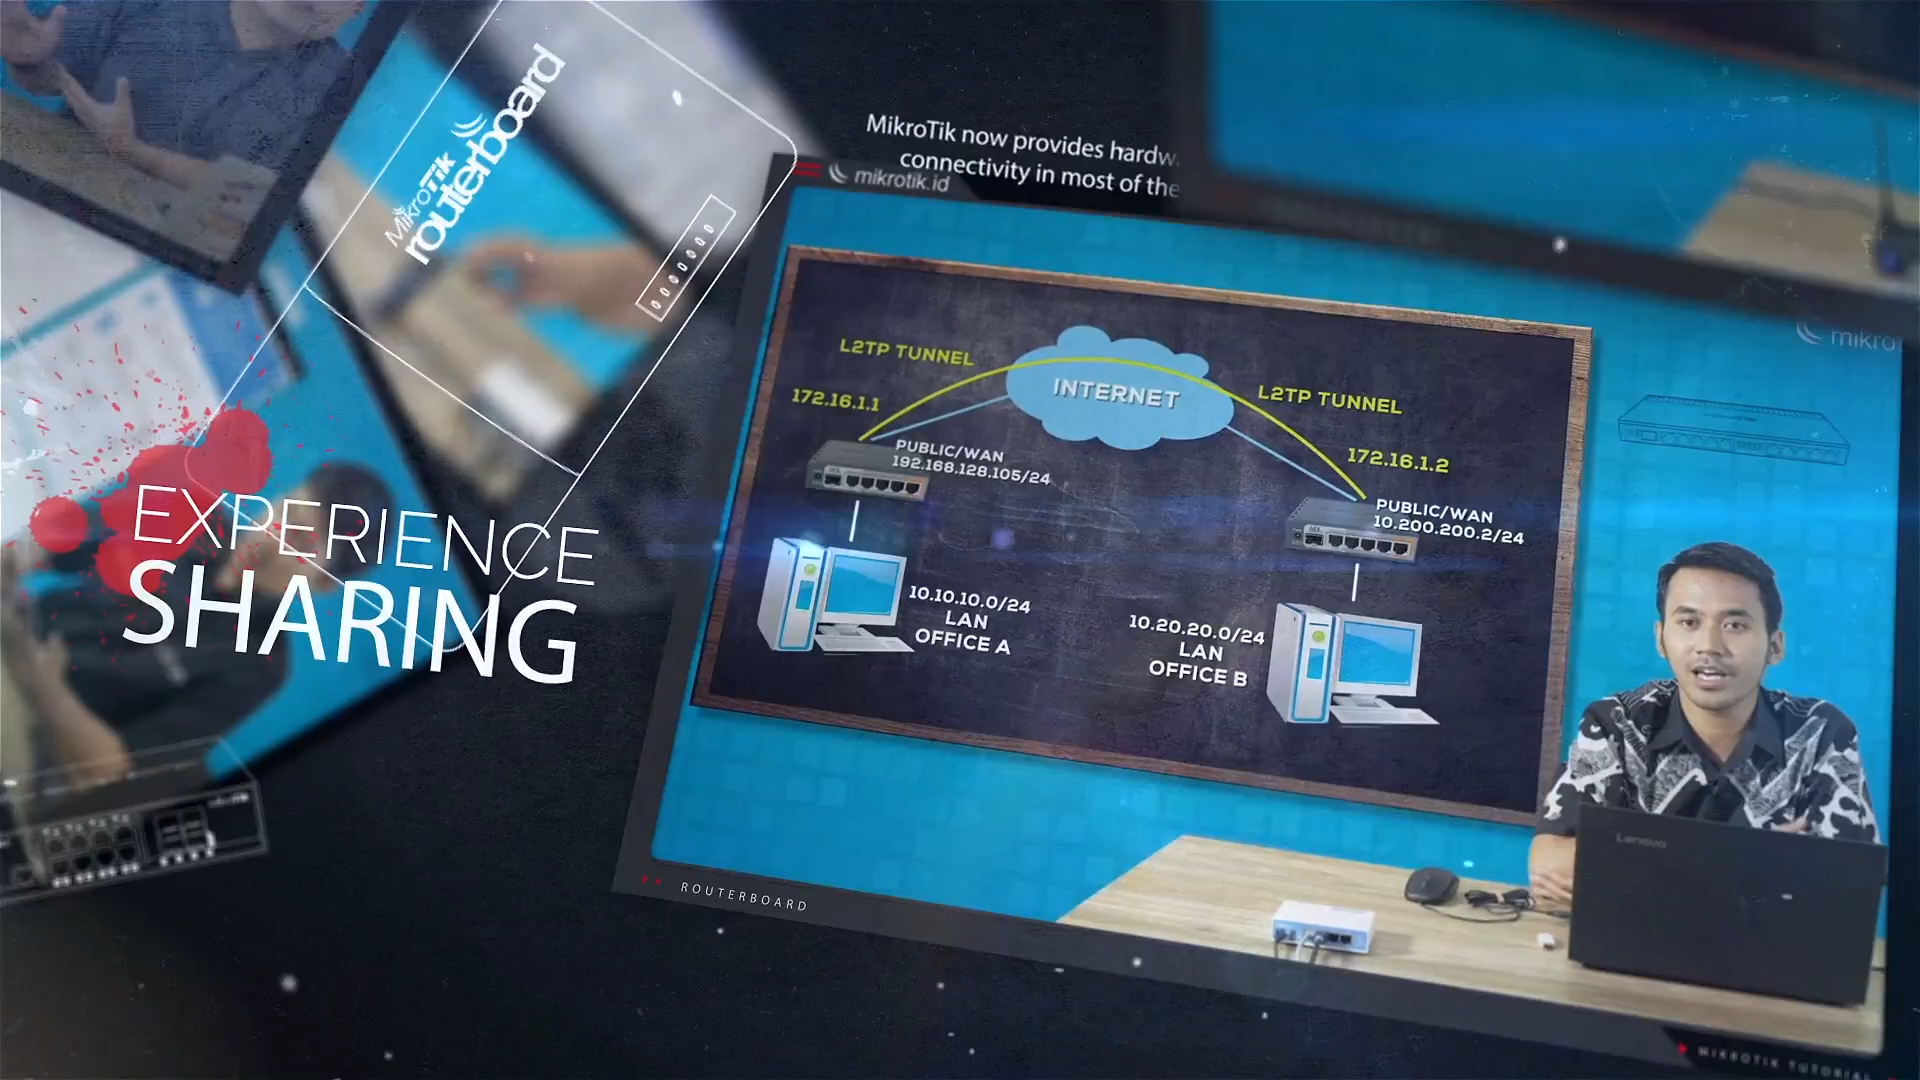 MikroTik
routerboard
MikroTik now provides hardw
connectivity in most of the
mikrotik.id
mikro
L2TP TUNNEL
INTERNET
L2TP TUNNEL
172.16.1.1
172.16.1.2
PUBLIC/WAN
192.168.128.105/24
PUBLIC/WAN
10.200.200.2/24
10.10.10.0/24
LAN
OFFICE A
10.20.20.0/24
LAN
OFFICE B
EXPERIENCE
SHARING
Lenovo
ROUTERBOARD
MIKROTIK TUTORIAL